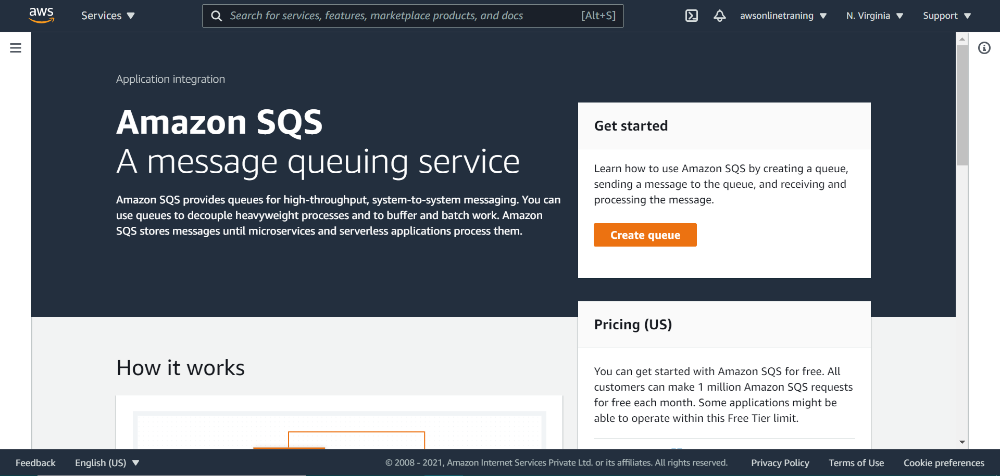 aws
Services
Search for services, features, marketplace products, and docs
[Alt+S]
awsonlinetraning
N. Virginia
Support
Application integration
Amazon SQS
A message queuing service
Amazon SQS provides queues for high-throughput, system-to-system messaging. You can
use queues to decouple heavyweight processes and to buffer and batch work. Amazon
SQS stores messages until microservices and serverless applications process them.
Get started
Learn how to use Amazon SQS by creating a queue,
sending a message to the queue, and receiving and
processing the message.
Create queue
Pricing (US)
You can get started with Amazon SQS for free. All
customers can make 1 million Amazon SQS requests
for free each month. Some applications might be
able to operate within this Free Tier limit.
How it works
Feedback
English (US)
© 2008 - 2021, Amazon Internet Services Private Ltd. or its affiliates. All rights reserved.
Privacy Policy
Terms of Use
Cookie preferences